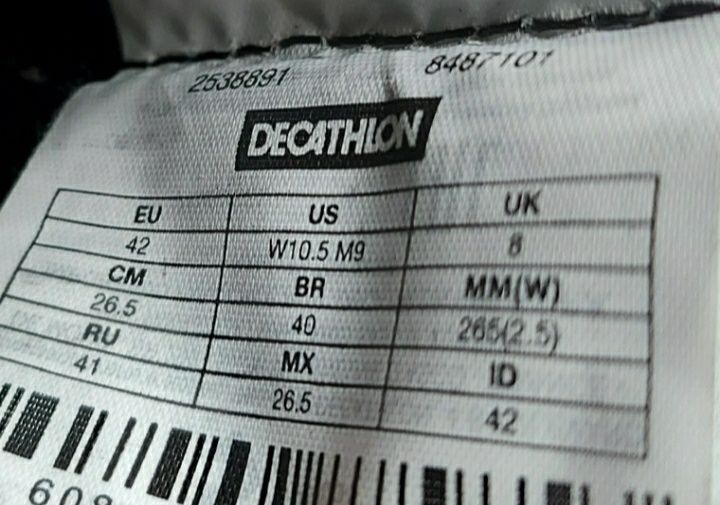 2538891 8487101
DECATHLON
EU US UK
42 W10.5 M9 8
CM BR MM(W)
26.5 40 265(2.5)
RU MX ID
41 26.5 42
608